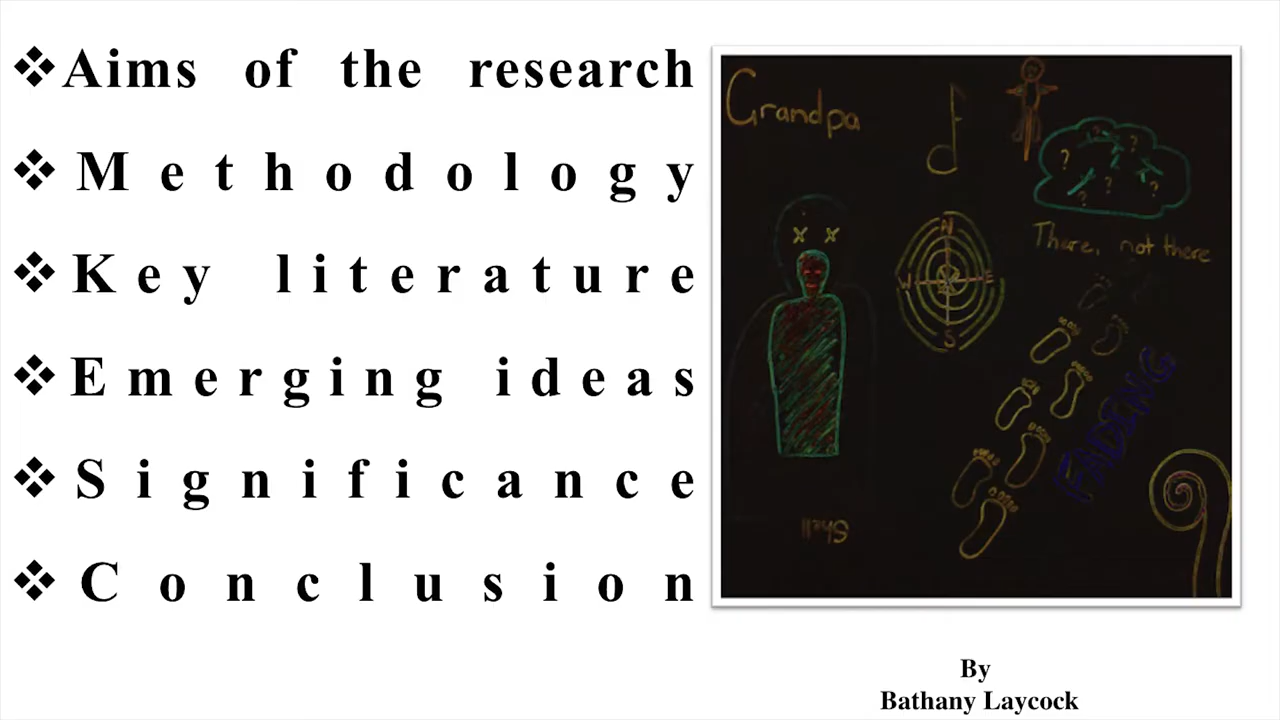 Aims of the research
Methodology
Key literature
Emerging ideas
Significance
Conclusion
Grandpa
? ? ? ? ? ?
There, not there
N
W E
S
FADING
Shell
By
Bathany Laycock